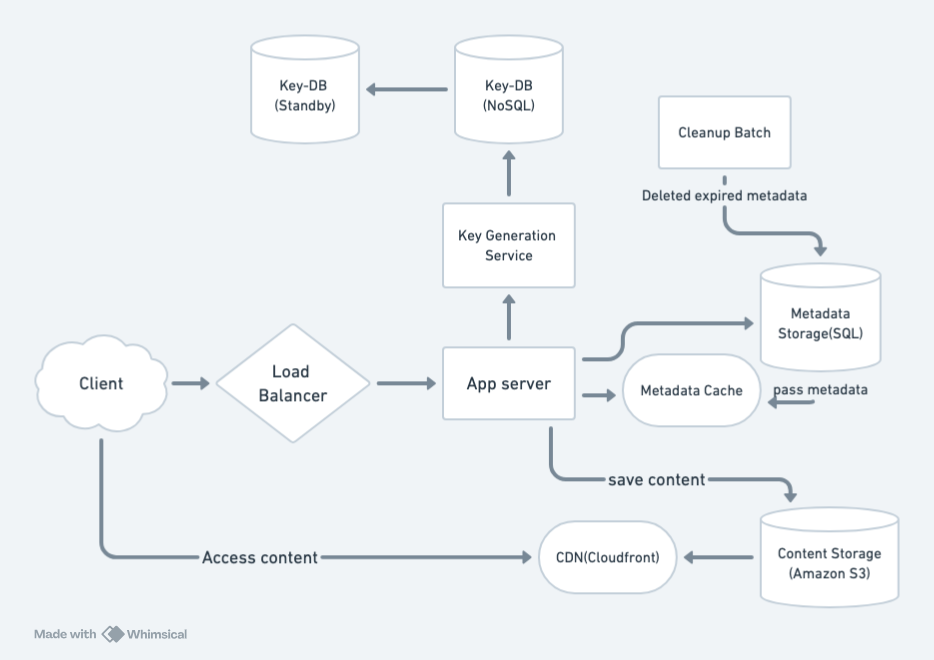 Key-DB
(Standby)
Key-DB
(NoSQL)
Cleanup Batch
Deleted expired metadata
Key Generation
Service
Metadata
Storage(SQL)
Client
Load
Balancer
App server
Metadata Cache
pass metadata
save content
Access content
CDN(Cloudfront)
Content Storage
(Amazon S3)
Made with Whimsical